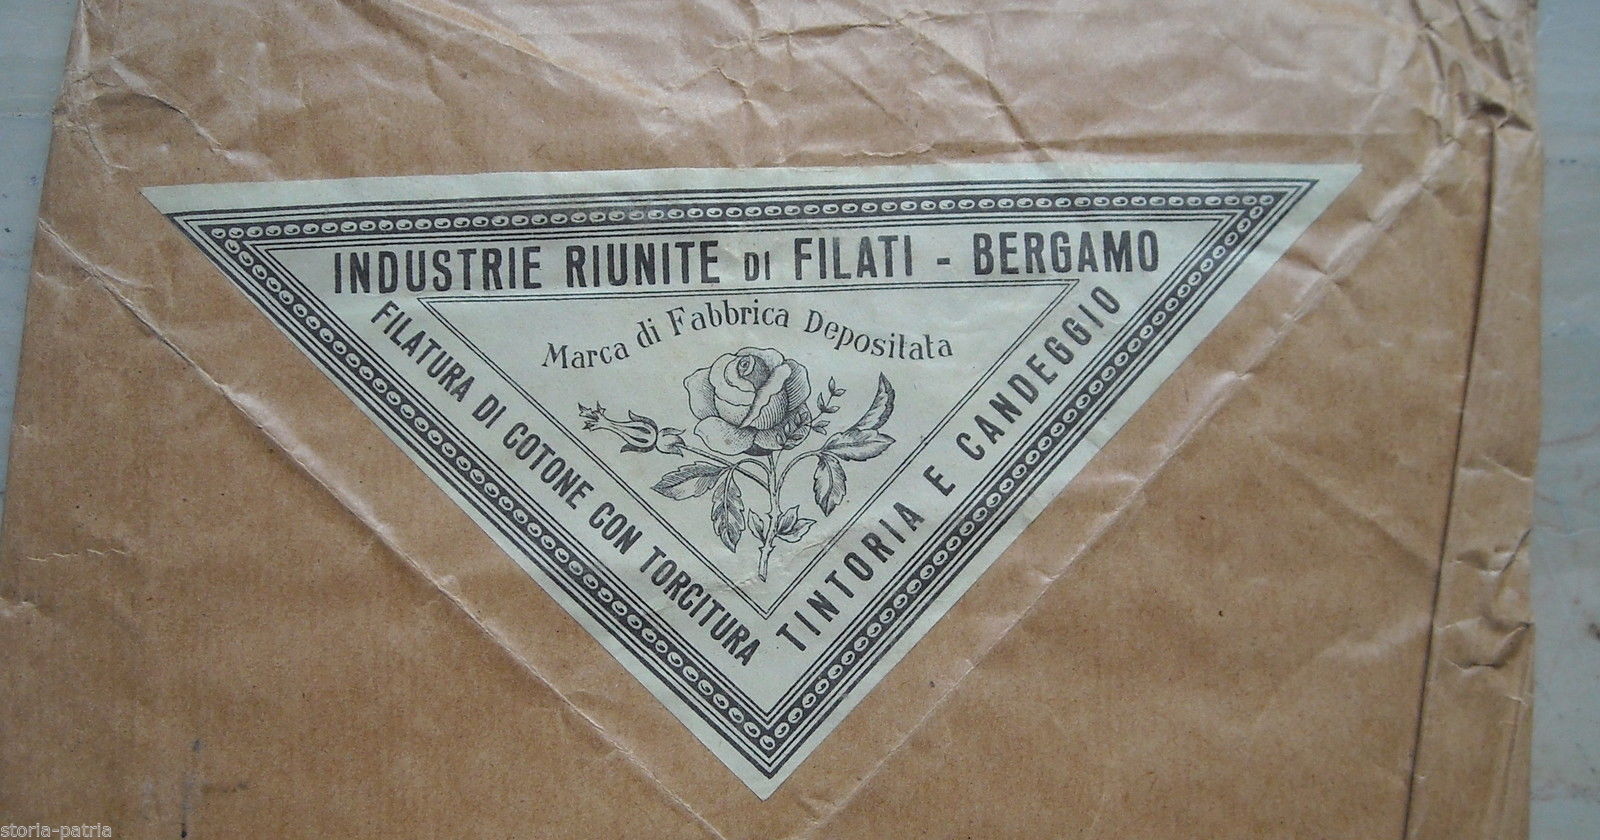 INDUSTRIE RIUNITE DI FILATI - BERGAMO
Marca di Fabbrica Depositata
FILATURA DI COTONE CON TORCITURA
TINTORIA E CANDEGGIO
storia-patria